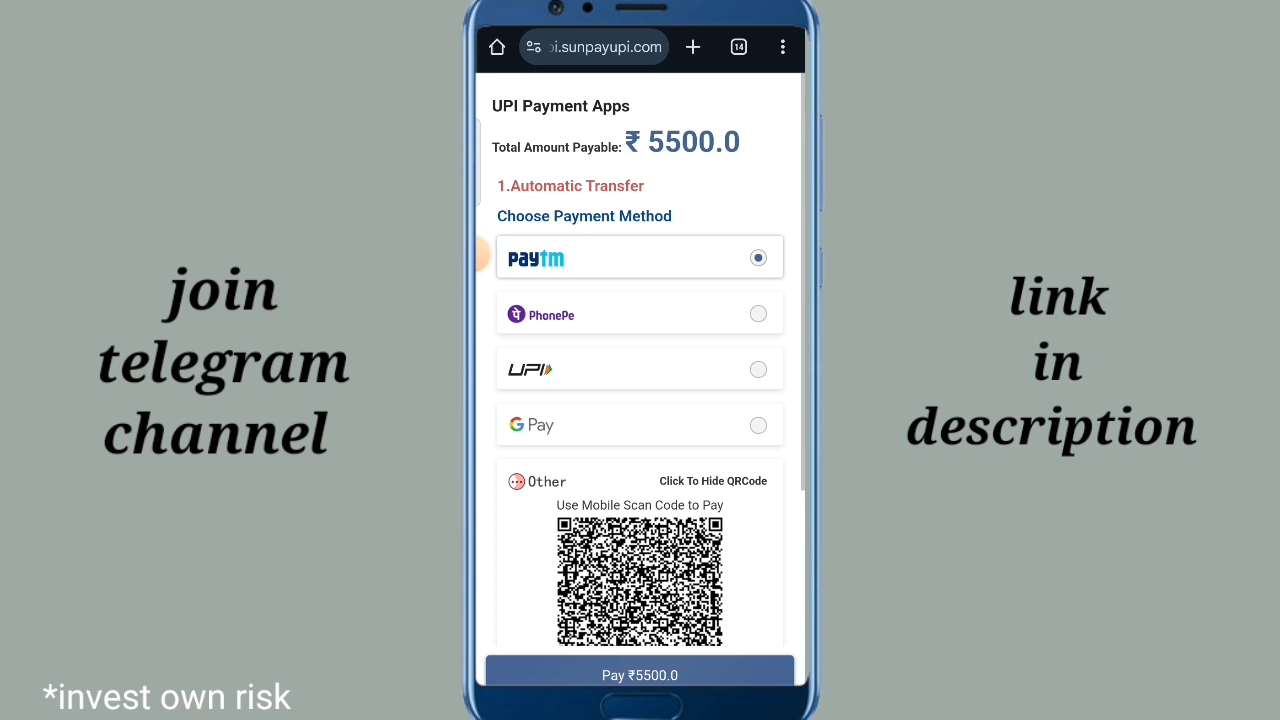 i.sunpayupi.com
14
UPI Payment Apps
Total Amount Payable: ₹ 5500.0
1.Automatic Transfer
Choose Payment Method
paytm
पे PhonePe
UPI
G Pay
Other Click To Hide QRCode
Use Mobile Scan Code to Pay
Pay ₹5500.0
join
telegram
channel
link
in
description
*invest own risk